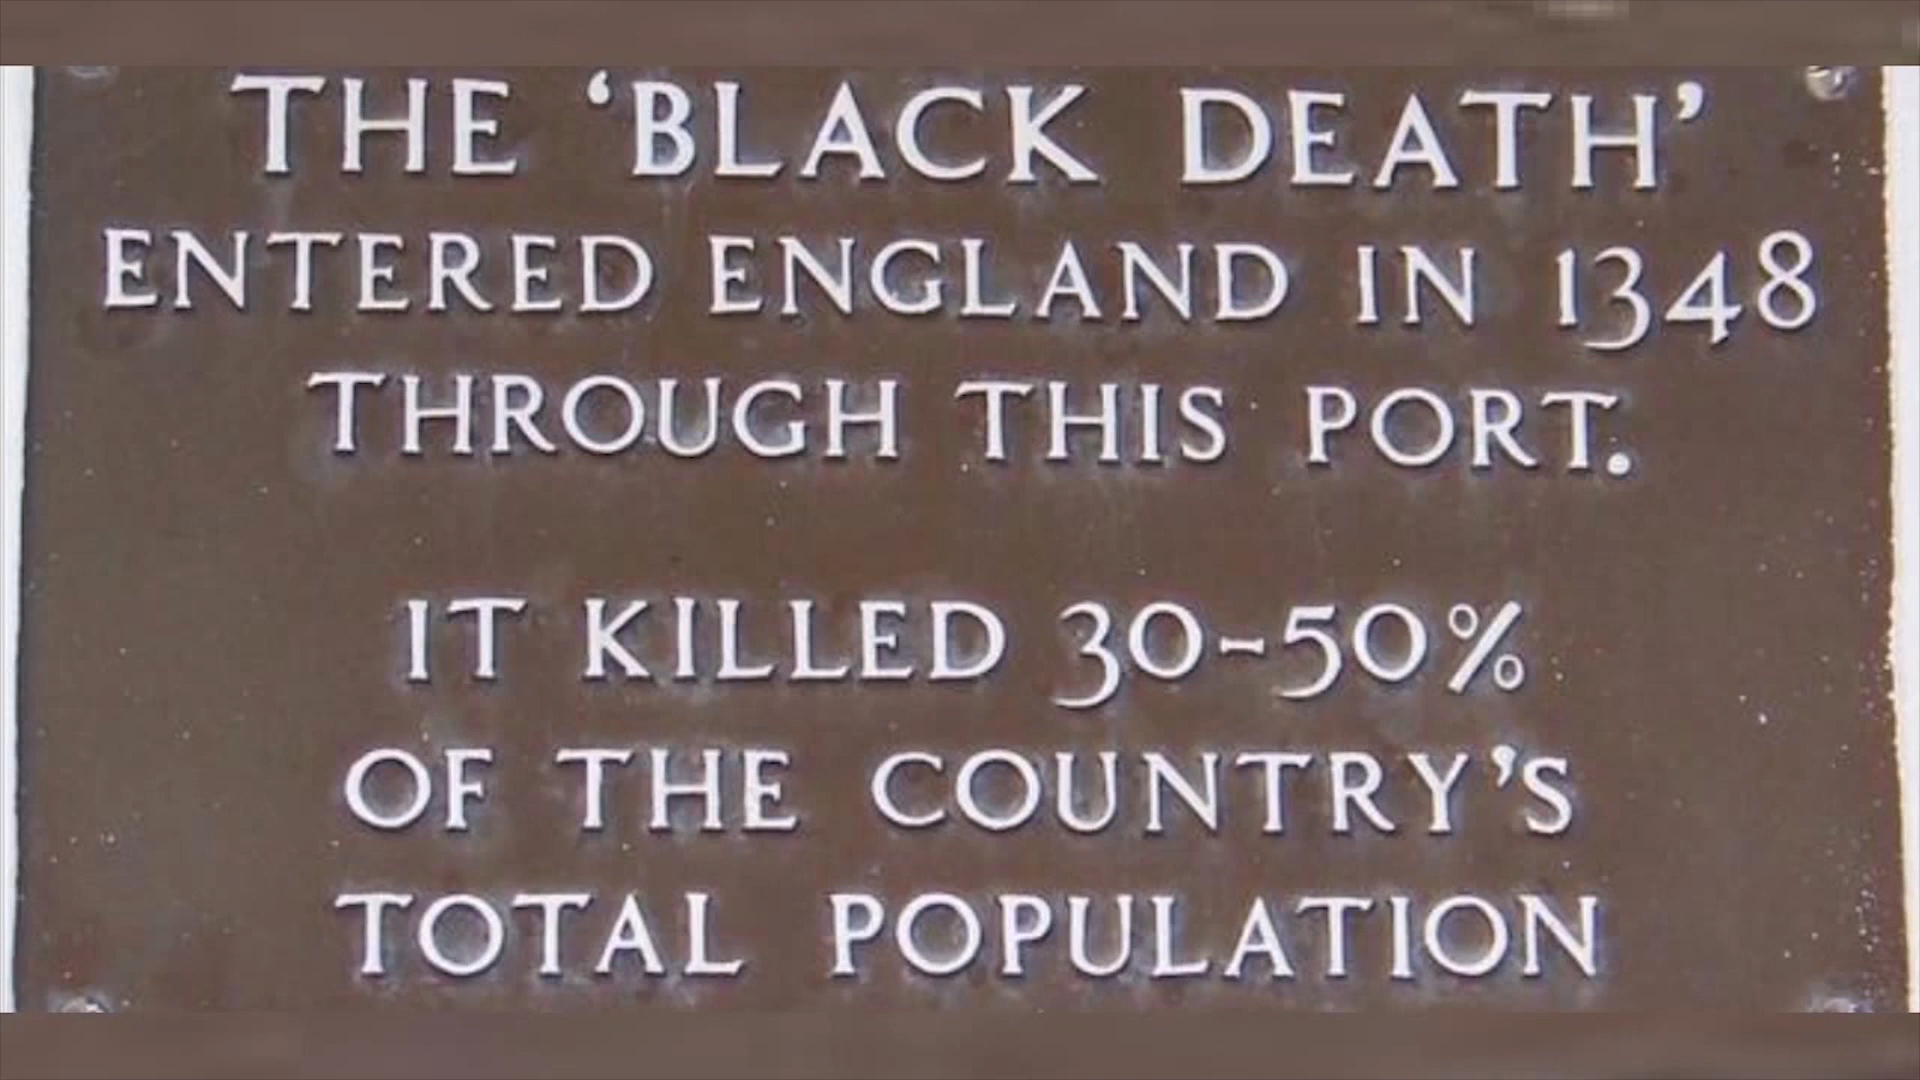 THE ‘BLACK DEATH’
ENTERED ENGLAND IN 1348
THROUGH THIS PORT.
IT KILLED 30-50%
OF THE COUNTRY’S
TOTAL POPULATION